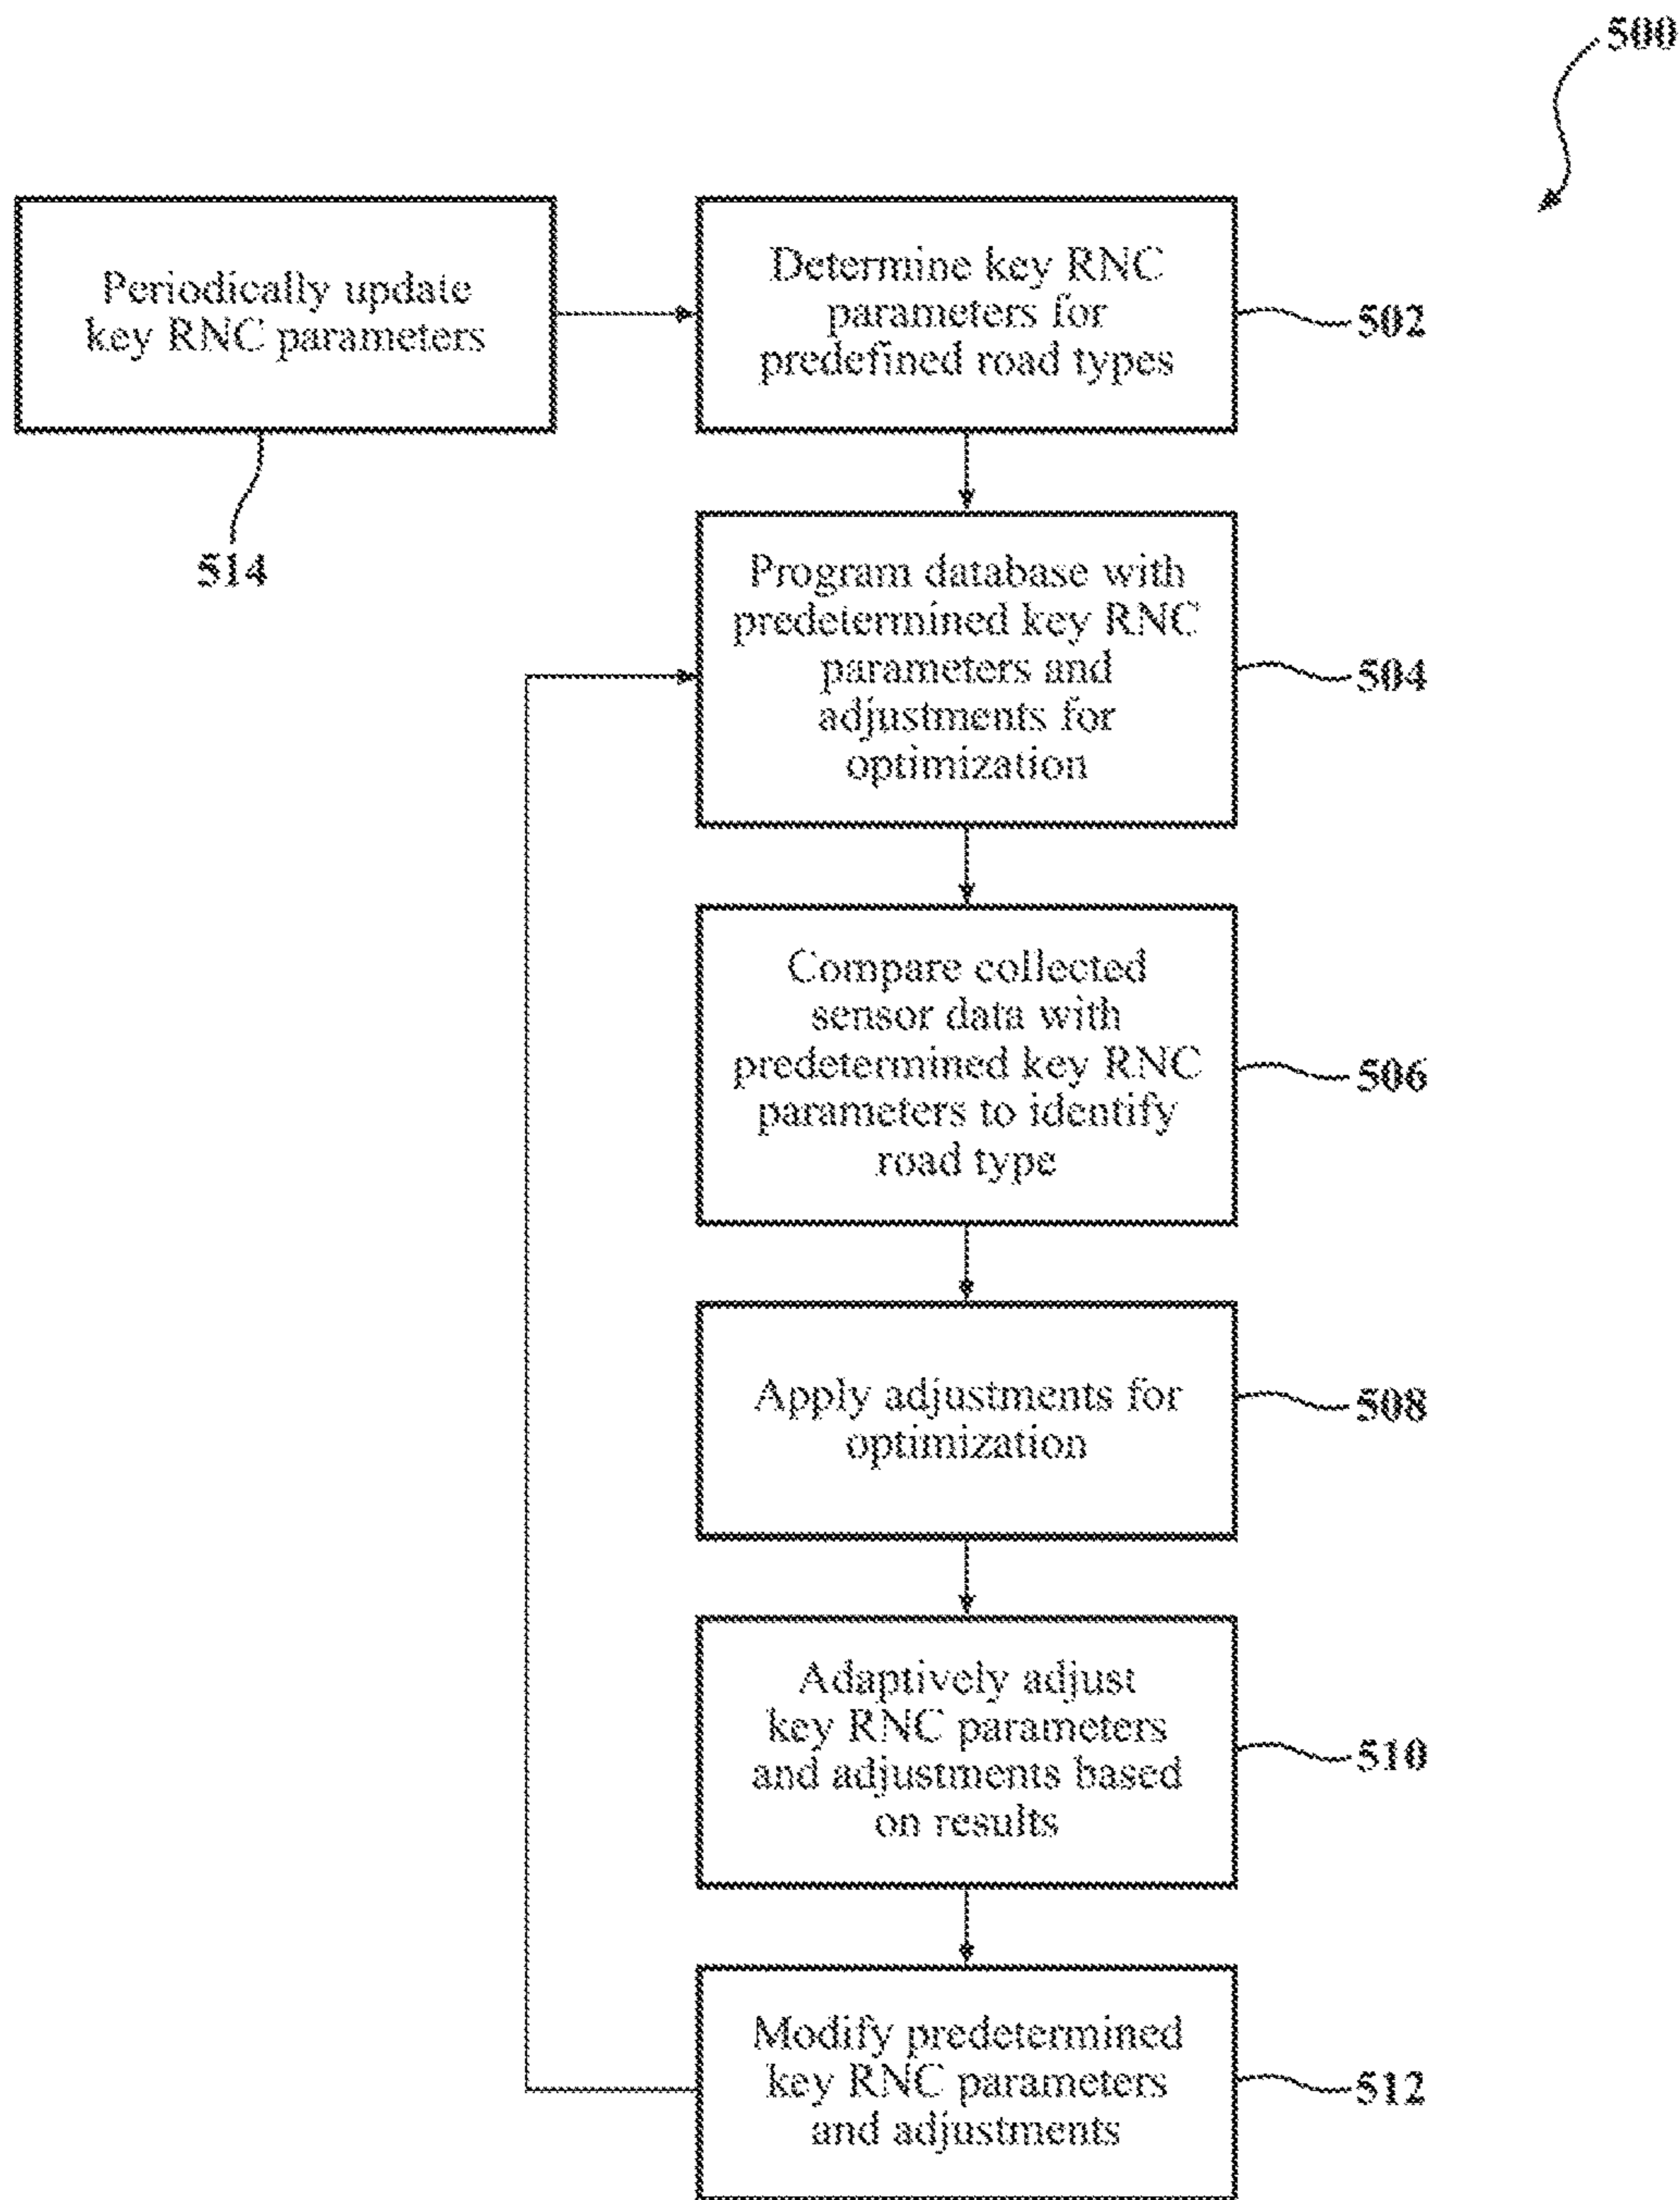 500
Periodically update
key RNC parameters
514
Determine key RNC
parameters for
predefined road types
502
Program database with
predetermined key RNC
parameters and
adjustments for
optimization
504
Compare collected
sensor data with
predetermined key RNC
parameters to identify
road type
506
Apply adjustments for
optimization
508
Adaptively adjust
key RNC parameters
and adjustments based
on results
510
Modify predetermined
key RNC parameters
and adjustments
512